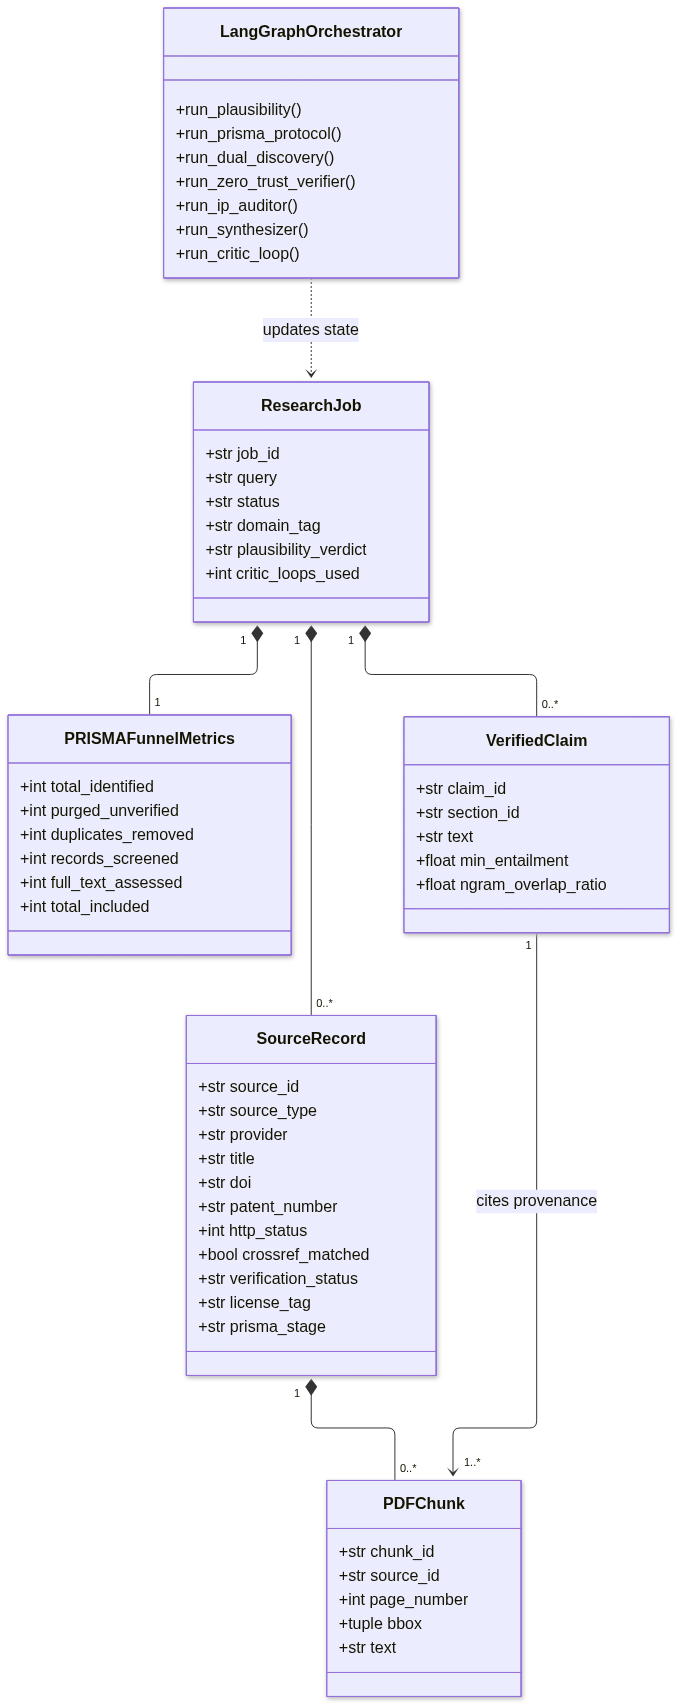 LangGraphOrchestrator
+run_plausibility()
+run_prisma_protocol()
+run_dual_discovery()
+run_zero_trust_verifier()
+run_ip_auditor()
+run_synthesizer()
+run_critic_loop()
updates state
ResearchJob
+str job_id
+str query
+str status
+str domain_tag
+str plausibility_verdict
+int critic_loops_used
1
1
1
1
0..*
PRISMAFunnelMetrics
+int total_identified
+int purged_unverified
+int duplicates_removed
+int records_screened
+int full_text_assessed
+int total_included
VerifiedClaim
+str claim_id
+str section_id
+str text
+float min_entailment
+float ngram_overlap_ratio
1
0..*
SourceRecord
+str source_id
+str source_type
+str provider
+str title
+str doi
+str patent_number
+int http_status
+bool crossref_matched
+str verification_status
+str license_tag
+str prisma_stage
cites provenance
1
0..*
1..*
PDFChunk
+str chunk_id
+str source_id
+int page_number
+tuple bbox
+str text